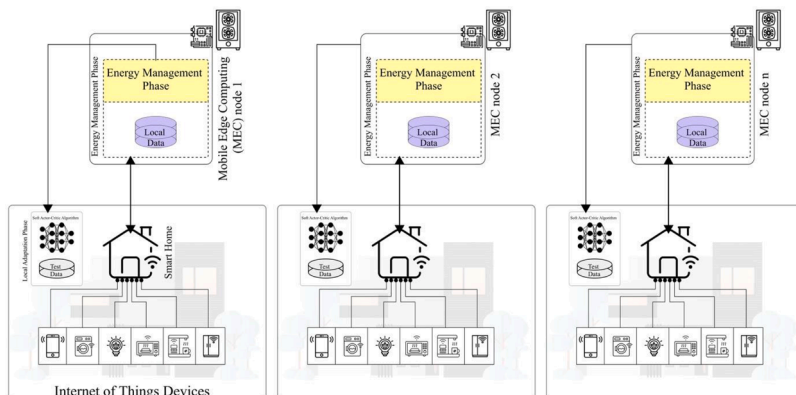 Energy Management Phase
Energy Management
Phase
Local
Data
Mobile Edge Computing
(MEC) node 1
Energy Management Phase
Energy Management
Phase
Local
Data
MEC node 2
Energy Management Phase
Energy Management
Phase
Local
Data
MEC node n
Local Adaptation Phase
Soft Actor-Critic Algorithm
Test
Data
Smart Home
Soft Actor-Critic Algorithm
Test
Data
Soft Actor-Critic Algorithm
Test
Data
Internet of Things Devices